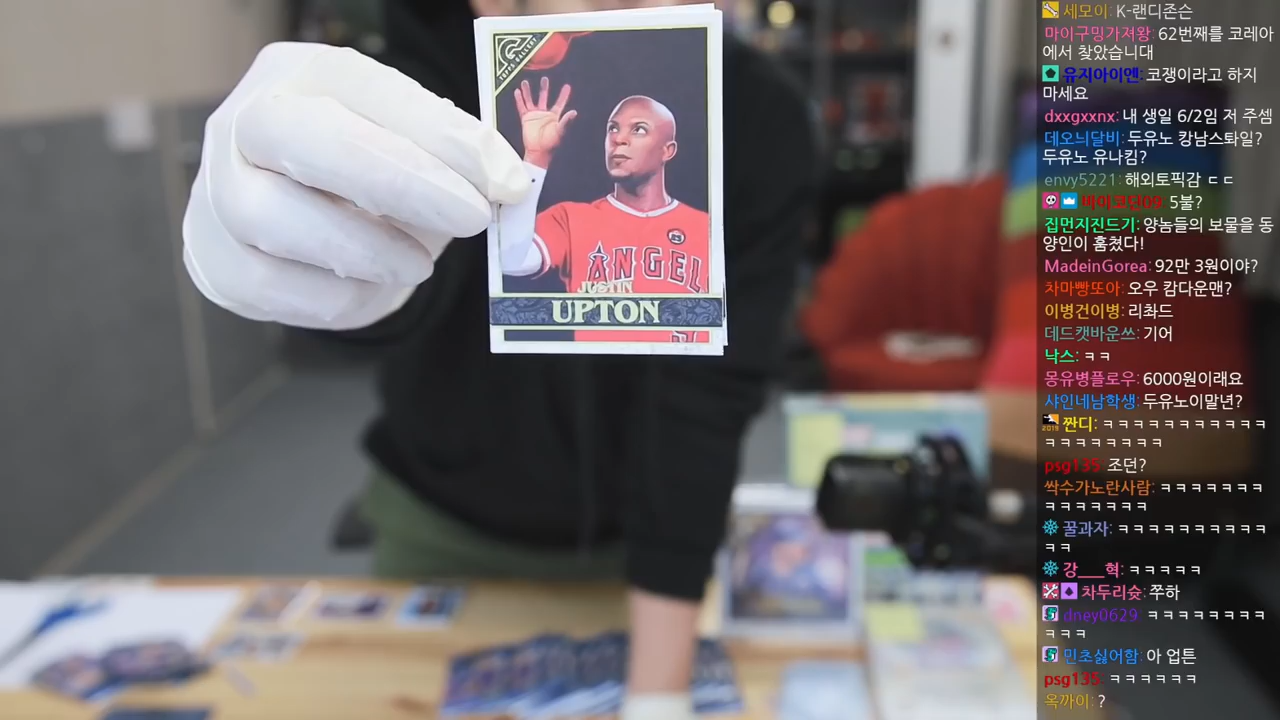 TOPPS GALLERY
ANGEL
JUSTIN
UPTON
세모이: K-랜디존슨
마이구밍가져왕: 62번째를 코레아
에서 찾았습니대
유지아이엔: 코쟁이라고 하지
마세요
dxxgxxnx: 내 생일 6/2임 저 주셈
데오늬달비: 두유노 캉남스톼일?
두유노 유나킴?
envy5221: 해외토픽감 ㄷㄷ
바이코딘09: 5불?
집먼지진드기: 양놈들의 보물을 동
양인이 훔쳤다!
MadeinGorea: 92만 3원이야?
차마빵또아: 오우 캄다운맨?
이병건이병: 리촤드
데드캣바운쓰: 기어
낙스: ㅋㅋ
몽유병플로우: 6000원이래요
샤인네남학생: 두유노이말년?
2019
짠디: ㅋㅋㅋㅋㅋㅋㅋㅋㅋㅋㅋ
ㅋㅋㅋㅋㅋㅋㅋㅋ
psg135: 조던?
싹수가노란사람: ㅋㅋㅋㅋㅋㅋㅋ
ㅋㅋㅋㅋㅋㅋㅋ
꿀과자: ㅋㅋㅋㅋㅋㅋㅋㅋㅋㅋ
ㅋㅋ
강___혁: ㅋㅋㅋㅋㅋ
차두리슛: 쭈하
dney0629: ㅋㅋㅋㅋㅋㅋㅋㅋ
ㅋㅋㅋ
민초싫어함: 아 업튼
psg135: ㅋㅋㅋㅋㅋㅋ
옥까이: ?